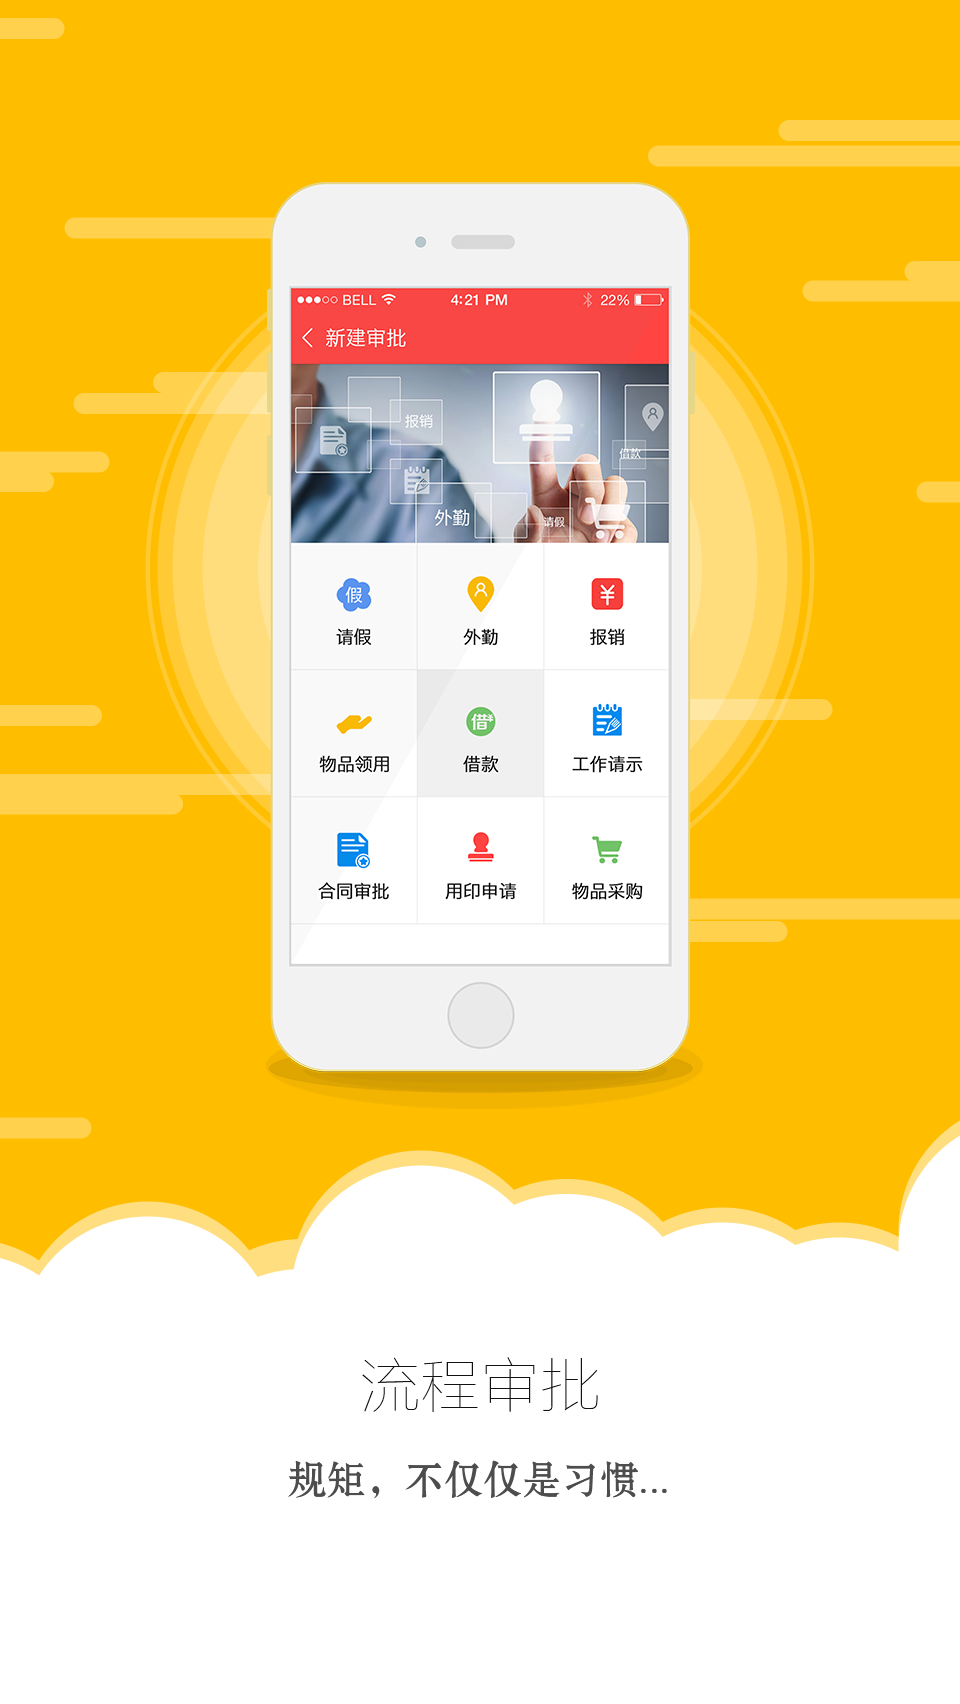 BELL 4:21 PM 22%
新建审批
报销
借款
外勤 请假
假 ¥
请假 外勤 报销
借¥
物品领用 借款 工作请示
合同审批 用印申请 物品采购
流程审批
规矩，不仅仅是习惯...